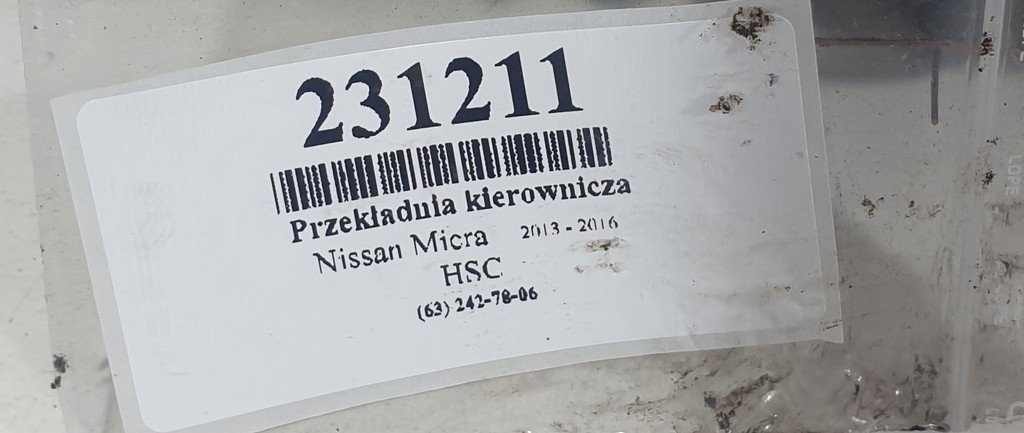 231211
Przekładnia kierownicza
Nissan Micra 2013 - 2016
HSC
(63) 242-78-06